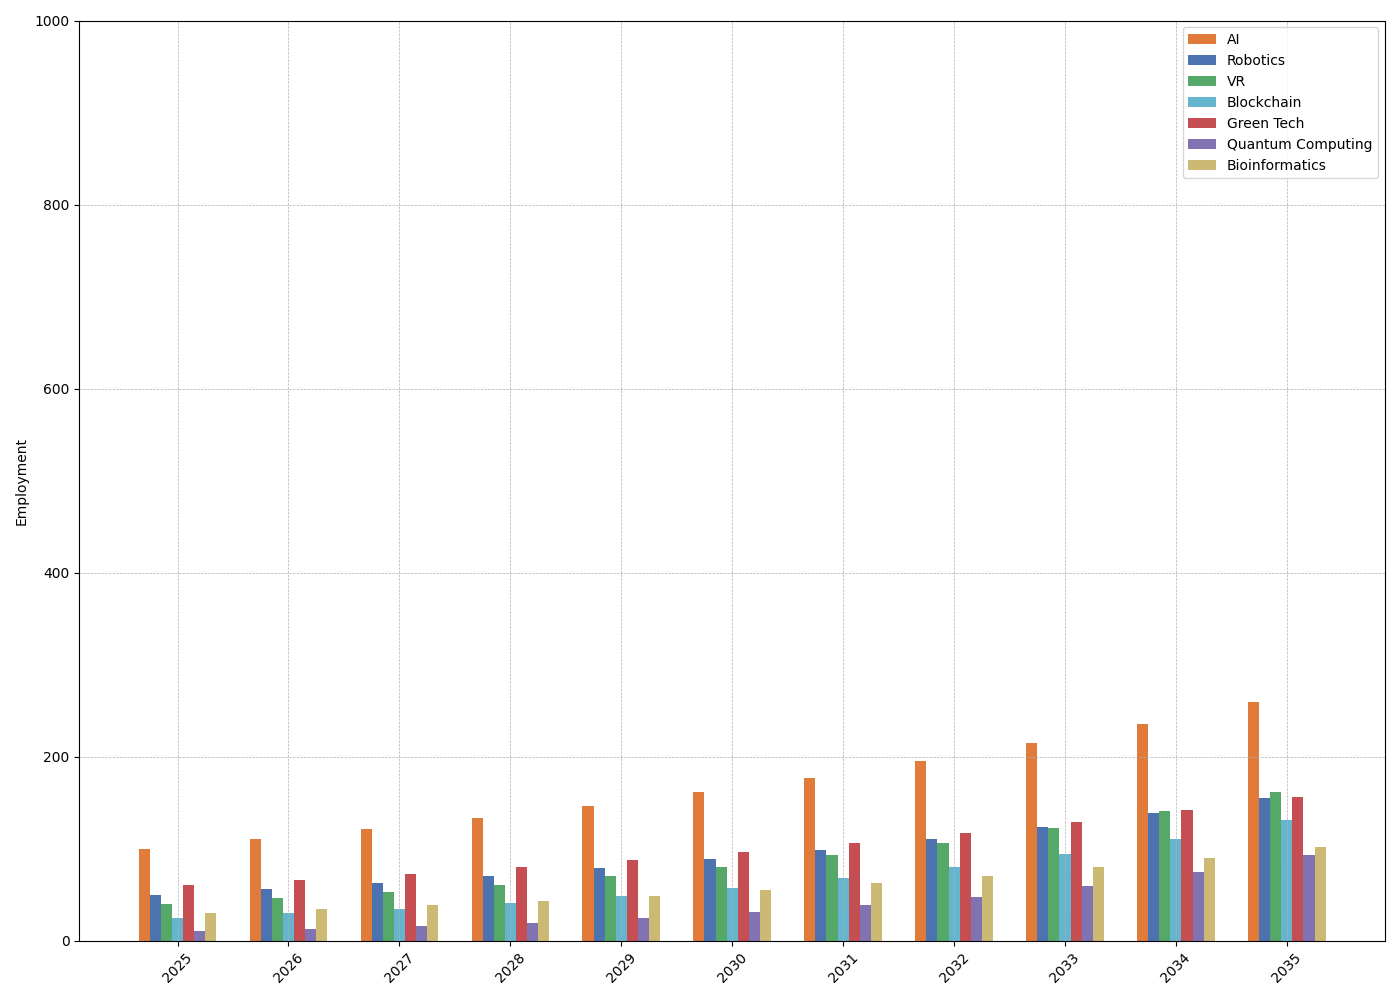 1000
800
600
400
200
0
Employment
AI
Robotics
VR
Blockchain
Green Tech
Quantum Computing
Bioinformatics
2025
2026
2027
2028
2029
2030
2031
2032
2033
2034
2035